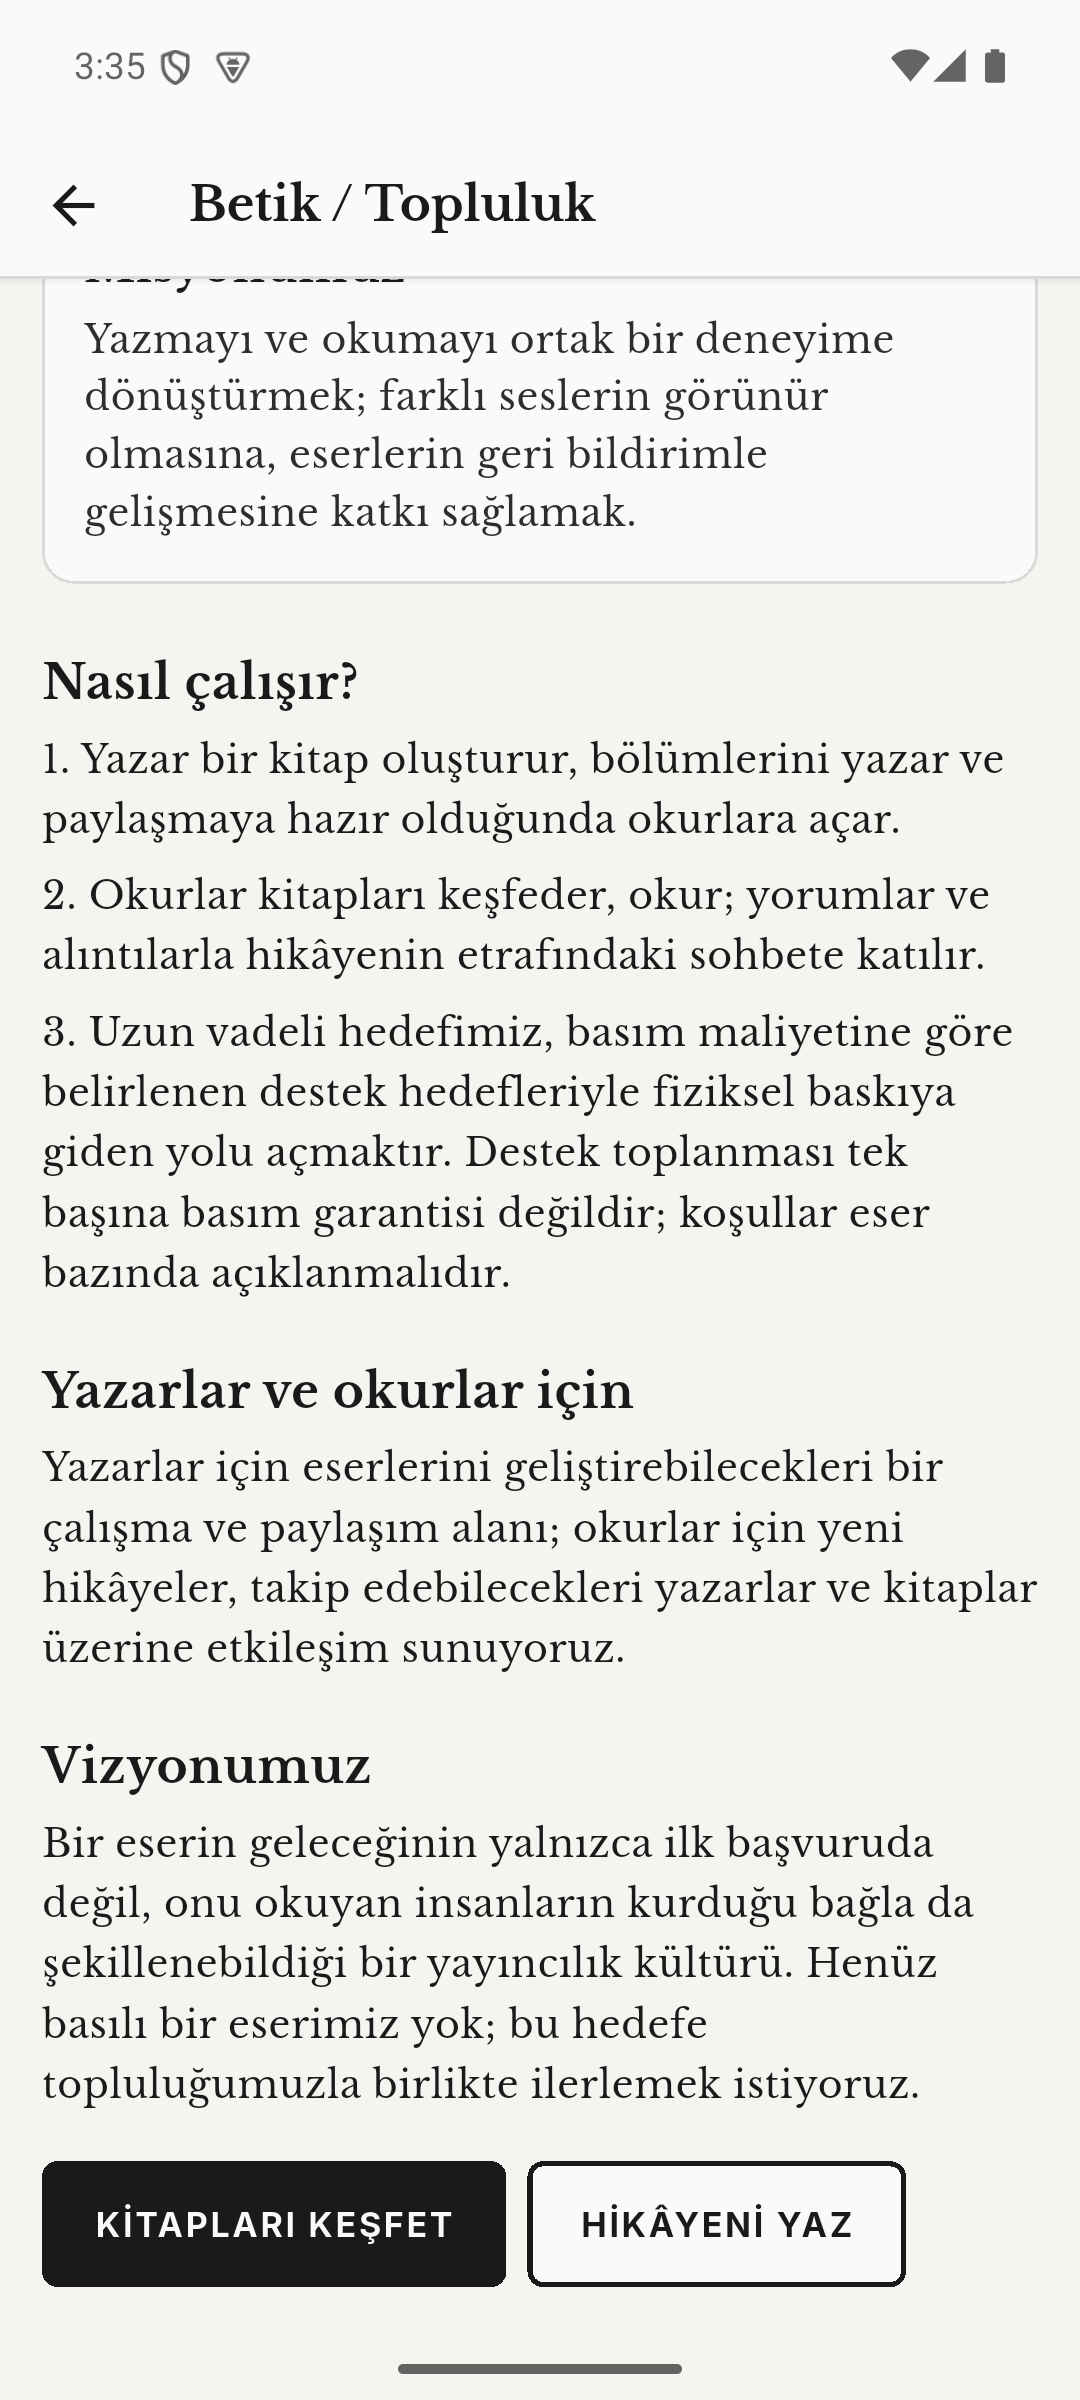 3:35
Betik / Topluluk
Misyonumuz
Yazmayı ve okumayı ortak bir deneyime
dönüştürmek; farklı seslerin görünür
olmasına, eserlerin geri bildirimle
gelişmesine katkı sağlamak.
Nasıl çalışır?
1. Yazar bir kitap oluşturur, bölümlerini yazar ve
paylaşmaya hazır olduğunda okurlara açar.
2. Okurlar kitapları keşfeder, okur; yorumlar ve
alıntılarla hikâyenin etrafındaki sohbete katılır.
3. Uzun vadeli hedefimiz, basım maliyetine göre
belirlenen destek hedefleriyle fiziksel baskıya
giden yolu açmaktır. Destek toplanması tek
başına basım garantisi değildir; koşullar eser
bazında açıklanmalıdır.
Yazarlar ve okurlar için
Yazarlar için eserlerini geliştirebilecekleri bir
çalışma ve paylaşım alanı; okurlar için yeni
hikâyeler, takip edebilecekleri yazarlar ve kitaplar
üzerine etkileşim sunuyoruz.
Vizyonumuz
Bir eserin geleceğinin yalnızca ilk başvuruda
değil, onu okuyan insanların kurduğu bağla da
şekillenebildiği bir yayıncılık kültürü. Henüz
basılı bir eserimiz yok; bu hedefe
topluluğumuzla birlikte ilerlemek istiyoruz.
KİTAPLARI KEŞFET
HİKÂYENİ YAZ